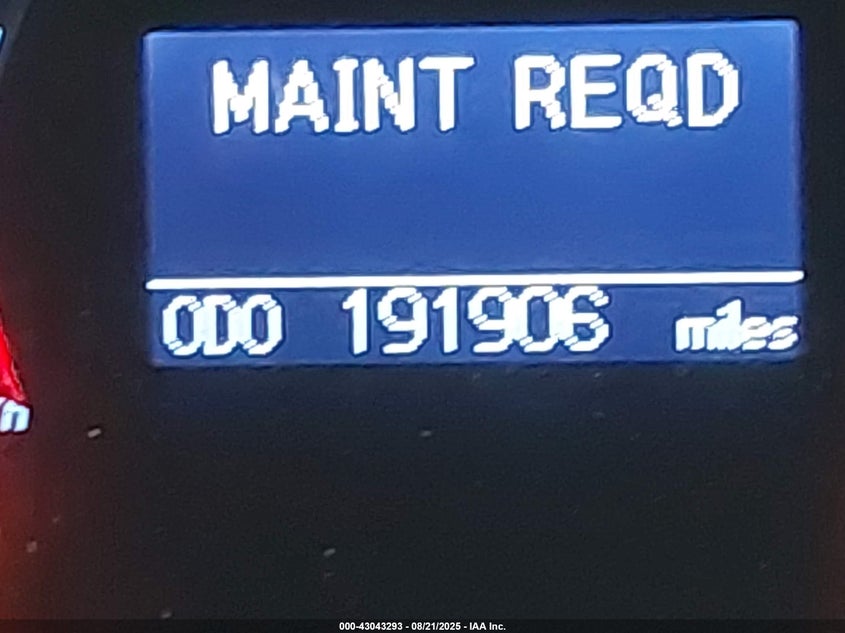 MAINT REQD
ODO 191906 miles
h
000-43043293 - 08/21/2025 - IAA Inc.